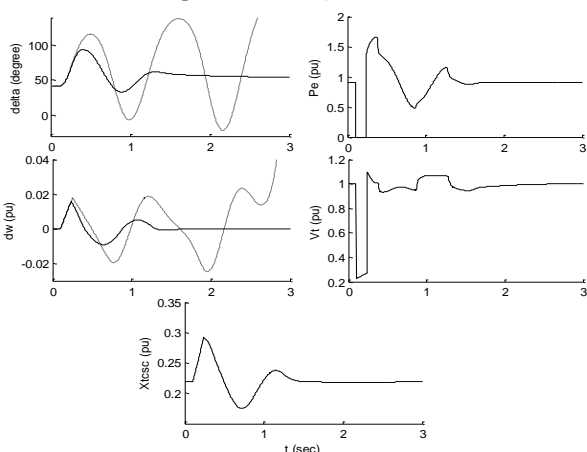 delta (degree)
100
50
0
0 1 2 3
Pe (pu)
2
1.5
1
0.5
0
0 1 2 3
dw (pu)
0.04
0.02
0
-0.02
0 1 2 3
Vt (pu)
1.2
1
0.8
0.6
0.4
0.2
0 1 2 3
Xtcsc (pu)
0.35
0.3
0.25
0.2
0 1 2 3
t (sec)